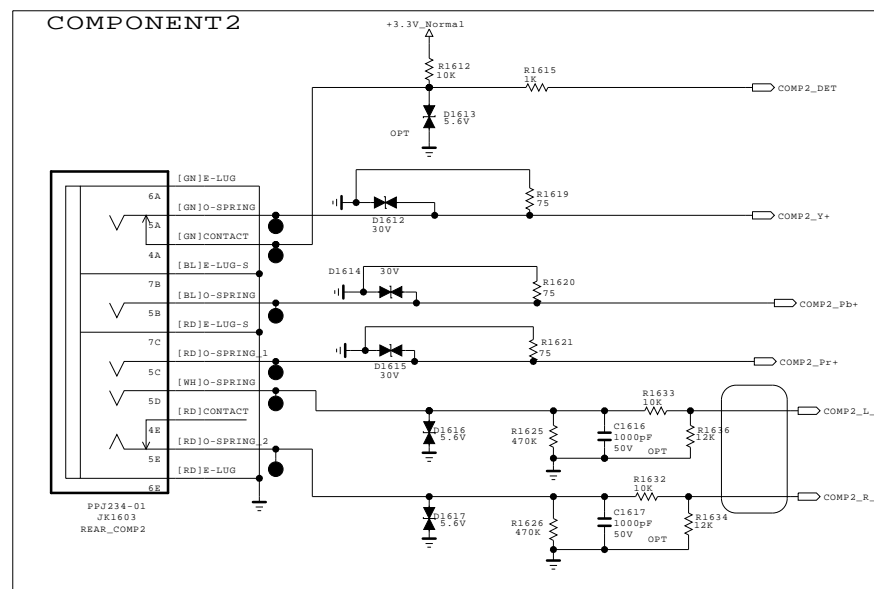 COMPONENT2
+3.3V_Normal
R1612
10K
R1615
1K
COMP2_DET
D1613
5.6V
OPT
[GN]E-LUG
6A
[GN]O-SPRING
5A
[GN]CONTACT
4A
[BL]E-LUG-S
7B
[BL]O-SPRING
5B
[RD]E-LUG-S
7C
[RD]O-SPRING_1
5C
[WH]O-SPRING
5D
[RD]CONTACT
4E
[RD]O-SPRING_2
5E
[RD]E-LUG
6E
PPJ234-01
JK1603
REAR_COMP2
D1612
30V
R1619
75
COMP2_Y+
D1614
30V
R1620
75
COMP2_Pb+
D1615
30V
R1621
75
COMP2_Pr+
D1616
5.6V
R1625
470K
C1616
1000pF
50V
OPT
R1633
10K
R1636
12K
COMP2_L_
D1617
5.6V
R1626
470K
C1617
1000pF
50V
OPT
R1632
10K
R1634
12K
COMP2_R_